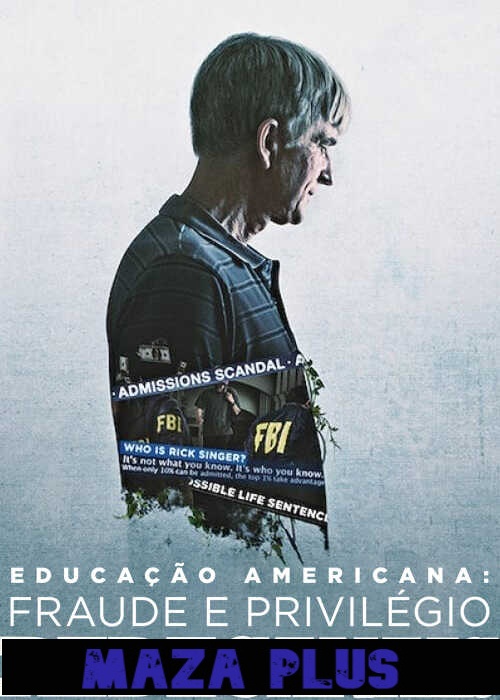 · ADMISSIONS SCANDAL ·
FBI
FBI
WHO IS RICK SINGER?
It's not what you know. It's who you know.
When only 10% can be admitted, the top 1% take advantage
OSSIBLE LIFE SENTENC
EDUCAÇÃO AMERICANA:
FRAUDE E PRIVILÉGIO
MAZA PLUS